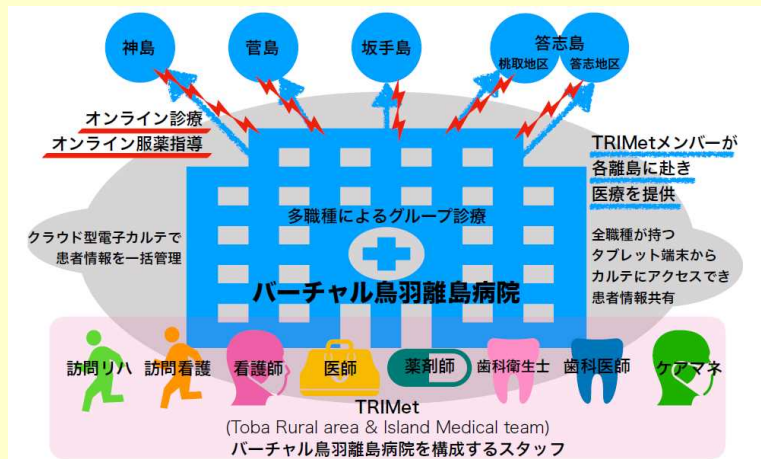 神島
菅島
坂手島
答志島
桃取地区
答志地区
オンライン診療
オンライン服薬指導
TRIMetメンバーが
各離島に赴き
医療を提供
多職種によるグループ診療
クラウド型電子カルテで
患者情報を一括管理
全職種が持つ
タブレット端末から
カルテにアクセスでき
患者情報共有
バーチャル鳥羽離島病院
訪問リハ
訪問看護
看護師
医師
薬剤師
歯科衛生士
歯科医師
ケアマネ
TRIMet
(Toba Rural area & Island Medical team)
バーチャル鳥羽離島病院を構成するスタッフ